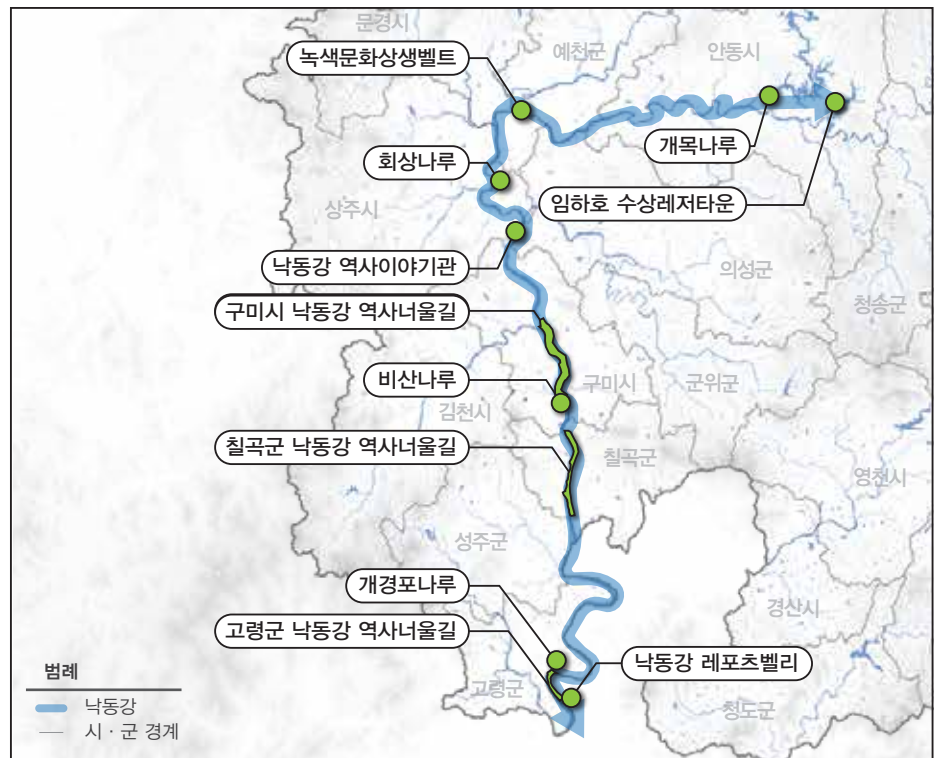 문경시
예천군
안동시
녹색문화상생벨트
개목나루
회상나루
임하호 수상레저타운
상주시
낙동강 역사이야기관
의성군
청송군
구미시 낙동강 역사너울길
비산나루
구미시
군위군
김천시
칠곡군 낙동강 역사너울길
칠곡군
영천시
성주군
개경포나루
경산시
고령군 낙동강 역사너울길
낙동강 레포츠벨리
고령군
청도군
범례
낙동강
시 · 군 경계